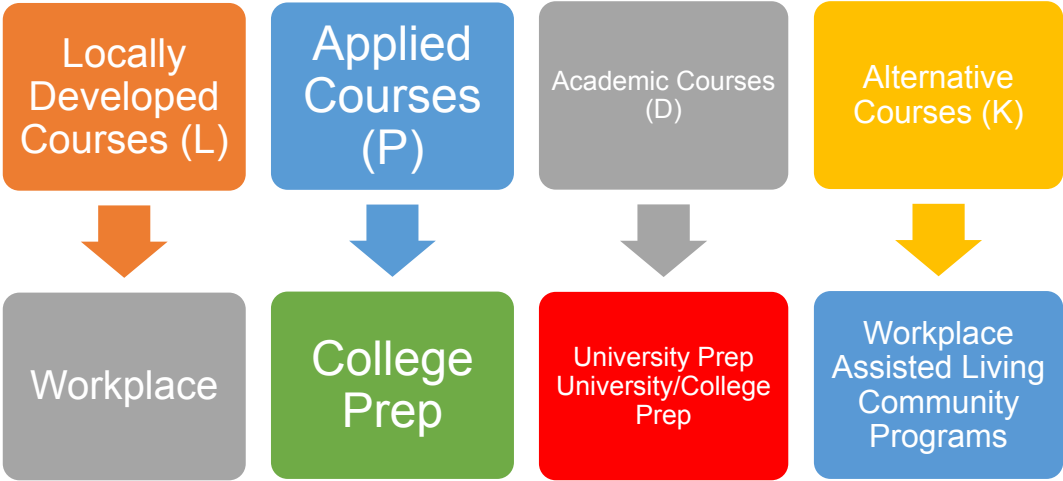 Locally
Developed
Courses (L)
Applied
Courses
(P)
Academic Courses
(D)
Alternative
Courses (K)
Workplace
College
Prep
University Prep
University/College
Prep
Workplace
Assisted Living
Community
Programs